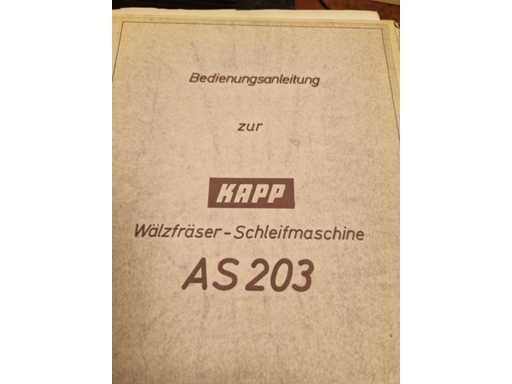 Bedienungsanleitung
zur
KAPP
Wälzfräser-Schleifmaschine
AS 203